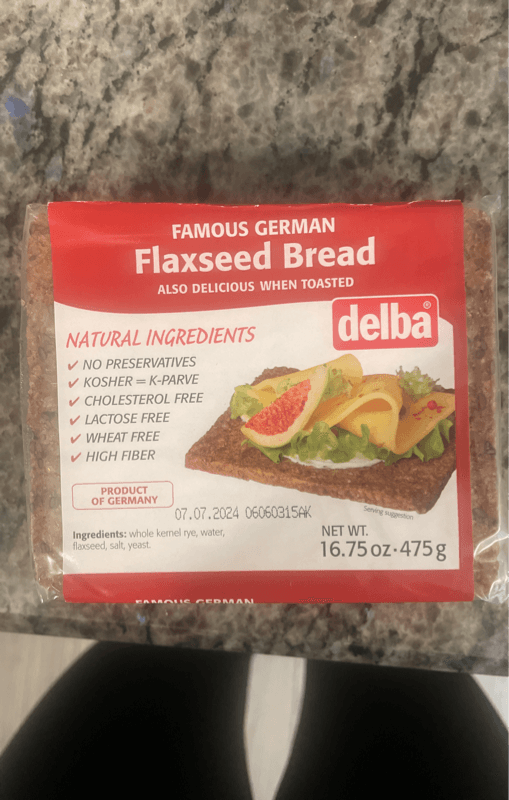 FAMOUS GERMAN
Flaxseed Bread
ALSO DELICIOUS WHEN TOASTED
delba®
NATURAL INGREDIENTS
✓ NO PRESERVATIVES
✓ KOSHER = K-PARVE
✓ CHOLESTEROL FREE
✓ LACTOSE FREE
✓ WHEAT FREE
✓ HIGH FIBER
PRODUCT
OF GERMANY
07.07.2024 06060315AK
Serving suggestion
Ingredients: whole kernel rye, water,
flaxseed, salt, yeast.
NET WT.
16.75 oz·475 g
FAMOUS GERMAN